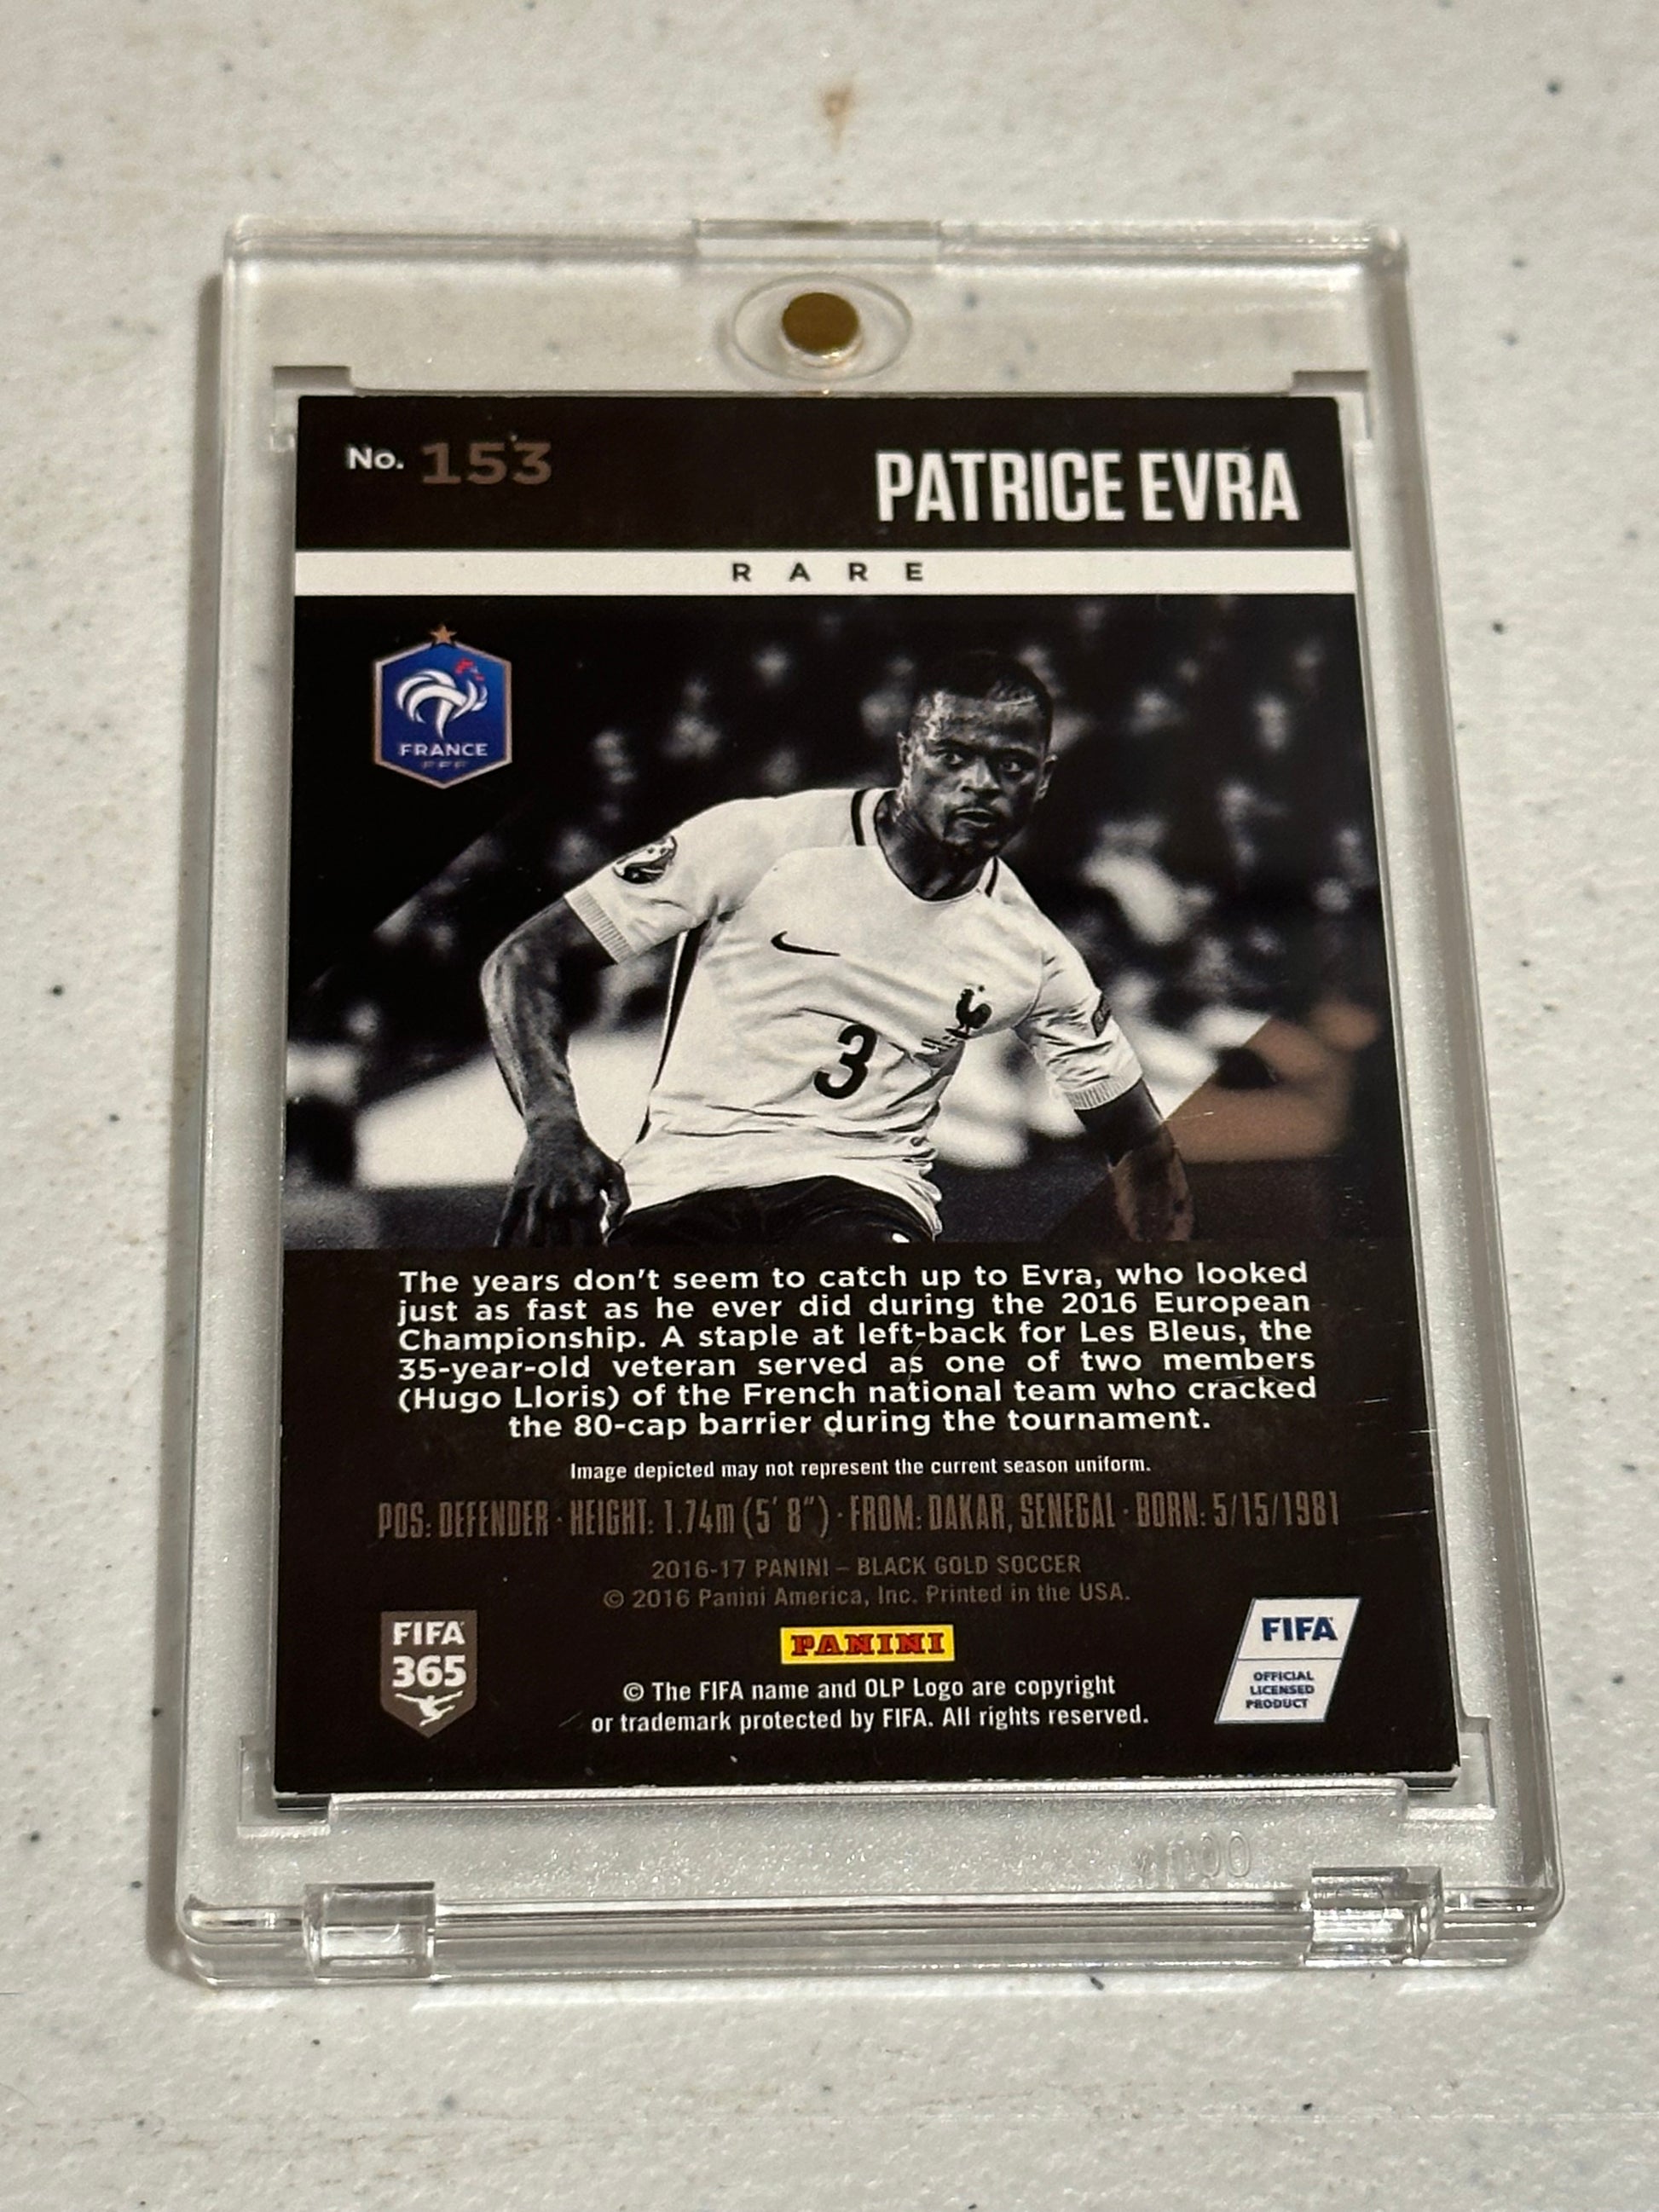 No. 153
PATRICE EVRA
RARE
FRANCE
FFF
3
The years don't seem to catch up to Evra, who looked
just as fast as he ever did during the 2016 European
Championship. A staple at left-back for Les Bleus, the
35-year-old veteran served as one of two members
(Hugo Lloris) of the French national team who cracked
the 80-cap barrier during the tournament.
Image depicted may not represent the current season uniform.
POS: DEFENDER · HEIGHT: 1.74m (5' 8") · FROM: DAKAR, SENEGAL · BORN: 5/15/1981
2016-17 PANINI – BLACK GOLD SOCCER
© 2016 Panini America, Inc. Printed in the USA.
FIFA
365
PANINI
© The FIFA name and OLP Logo are copyright
or trademark protected by FIFA. All rights reserved.
FIFA
OFFICIAL
LICENSED
PRODUCT